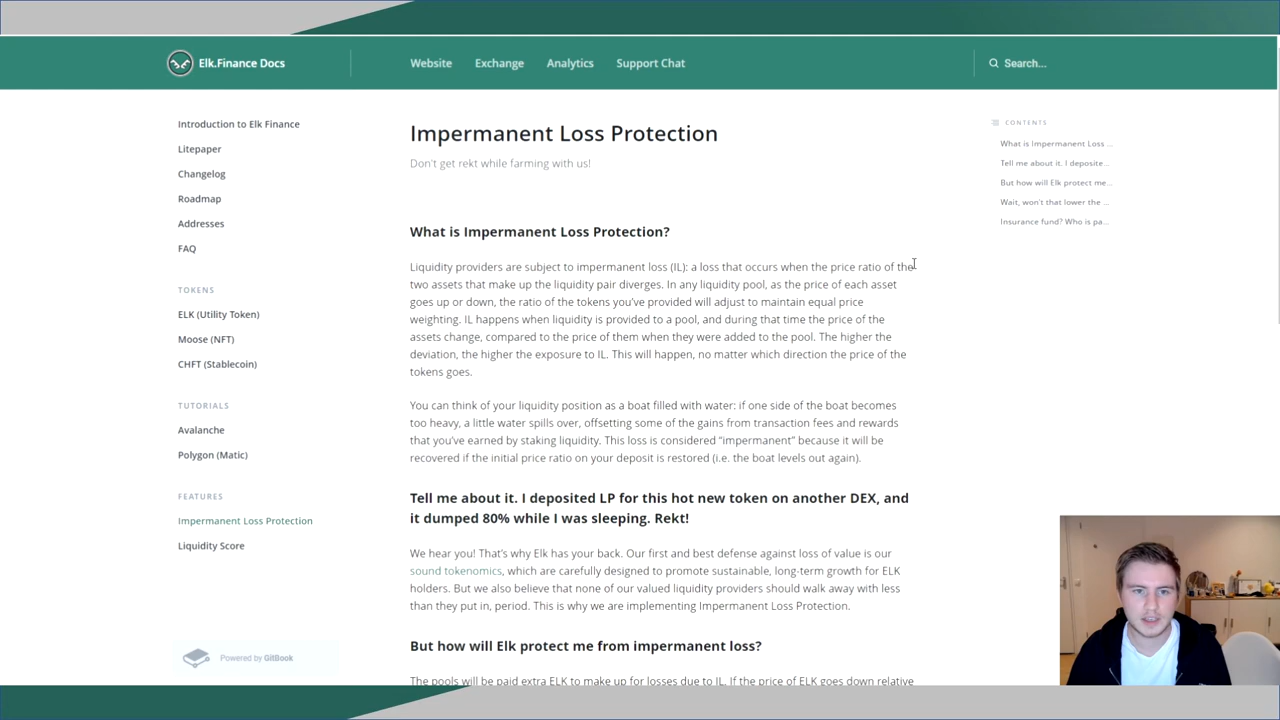 Elk.Finance Docs
Website
Exchange
Analytics
Support Chat
Search...
Introduction to Elk Finance
Litepaper
Changelog
Roadmap
Addresses
FAQ
TOKENS
ELK (Utility Token)
Moose (NFT)
CHFT (Stablecoin)
TUTORIALS
Avalanche
Polygon (Matic)
FEATURES
Impermanent Loss Protection
Liquidity Score
Powered by GitBook
Impermanent Loss Protection
Don't get rekt while farming with us!
What is Impermanent Loss Protection?
Liquidity providers are subject to impermanent loss (IL): a loss that occurs when the price ratio of the
two assets that make up the liquidity pair diverges. In any liquidity pool, as the price of each asset
goes up or down, the ratio of the tokens you've provided will adjust to maintain equal price
weighting. IL happens when liquidity is provided to a pool, and during that time the price of the
assets change, compared to the price of them when they were added to the pool. The higher the
deviation, the higher the exposure to IL. This will happen, no matter which direction the price of the
tokens goes.
You can think of your liquidity position as a boat filled with water: if one side of the boat becomes
too heavy, a little water spills over, offsetting some of the gains from transaction fees and rewards
that you've earned by staking liquidity. This loss is considered “impermanent” because it will be
recovered if the initial price ratio on your deposit is restored (i.e. the boat levels out again).
Tell me about it. I deposited LP for this hot new token on another DEX, and
it dumped 80% while I was sleeping. Rekt!
We hear you! That's why Elk has your back. Our first and best defense against loss of value is our
sound tokenomics, which are carefully designed to promote sustainable, long-term growth for ELK
holders. But we also believe that none of our valued liquidity providers should walk away with less
than they put in, period. This is why we are implementing Impermanent Loss Protection.
But how will Elk protect me from impermanent loss?
The pools will be paid extra ELK to make up for losses due to IL. If the price of ELK goes down relative
CONTENTS
What is Impermanent Loss ...
Tell me about it. I deposite...
But how will Elk protect me...
Wait, won't that lower the ...
Insurance fund? Who is pa...